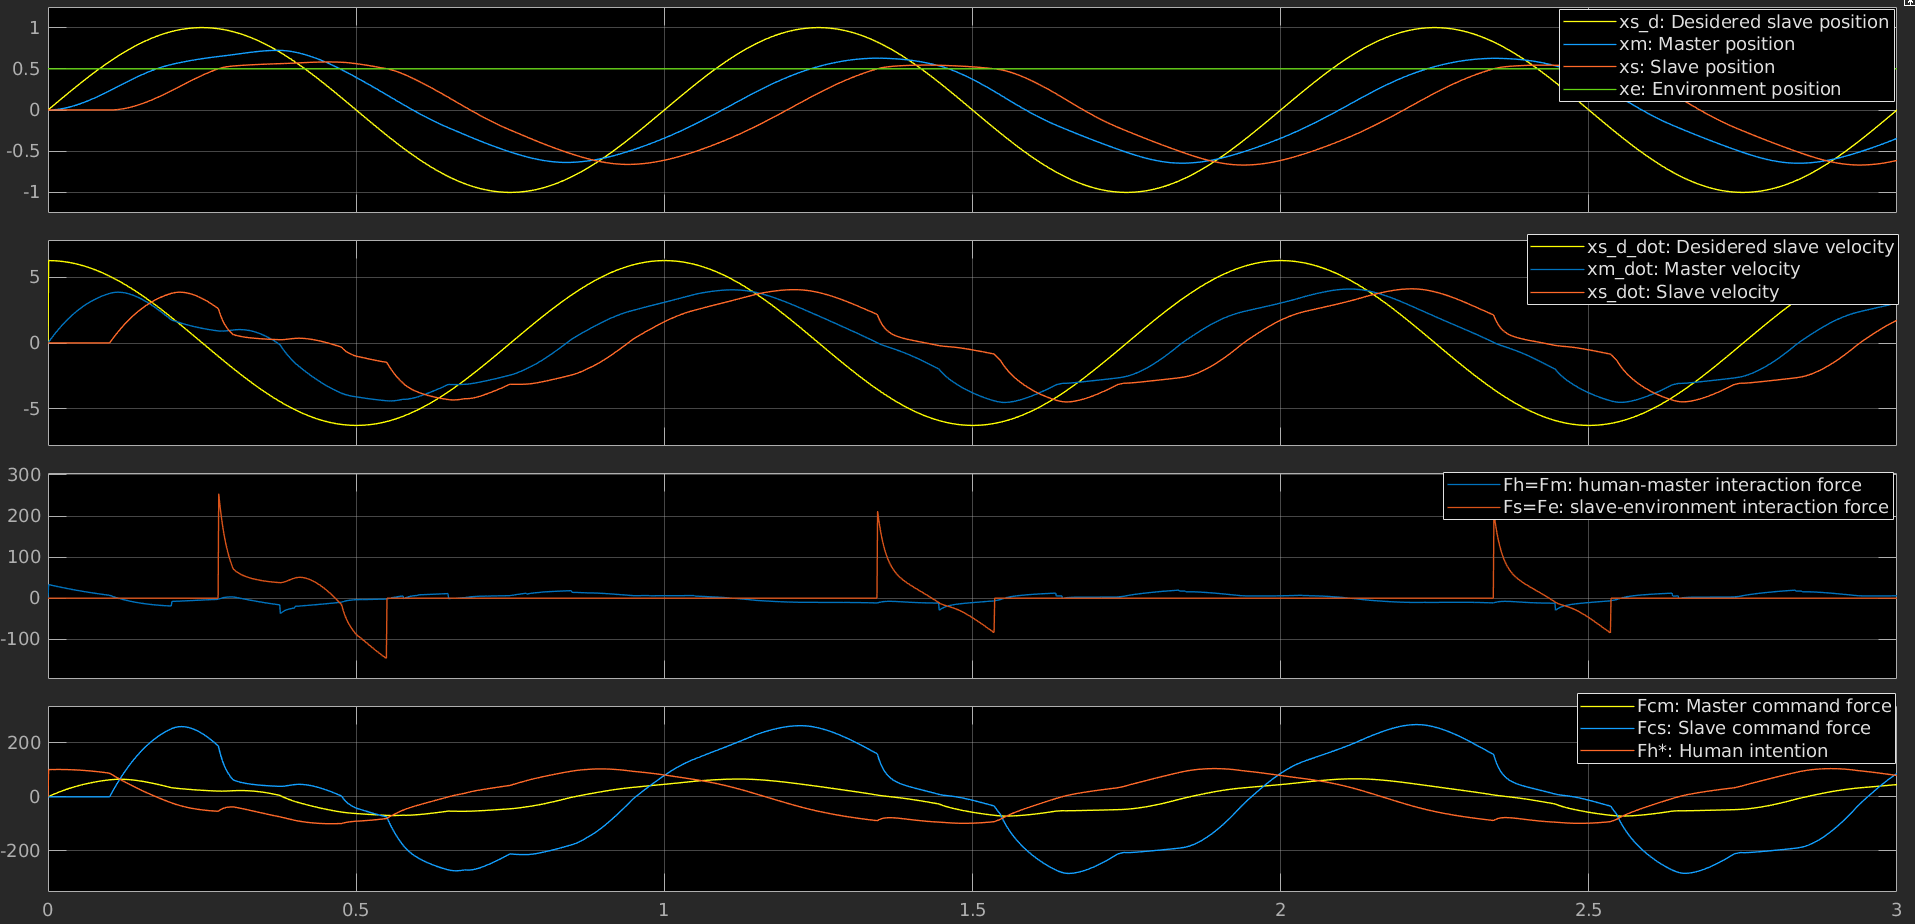 1
0.5
0
-0.5
-1
xs_d: Desidered slave position
xm: Master position
xs: Slave position
xe: Environment position
5
0
-5
xs_d_dot: Desidered slave velocity
xm_dot: Master velocity
xs_dot: Slave velocity
300
200
100
0
-100
Fh=Fm: human-master interaction force
Fs=Fe: slave-environment interaction force
200
0
-200
Fcm: Master command force
Fcs: Slave command force
Fh*: Human intention
0 0.5 1 1.5 2 2.5 3